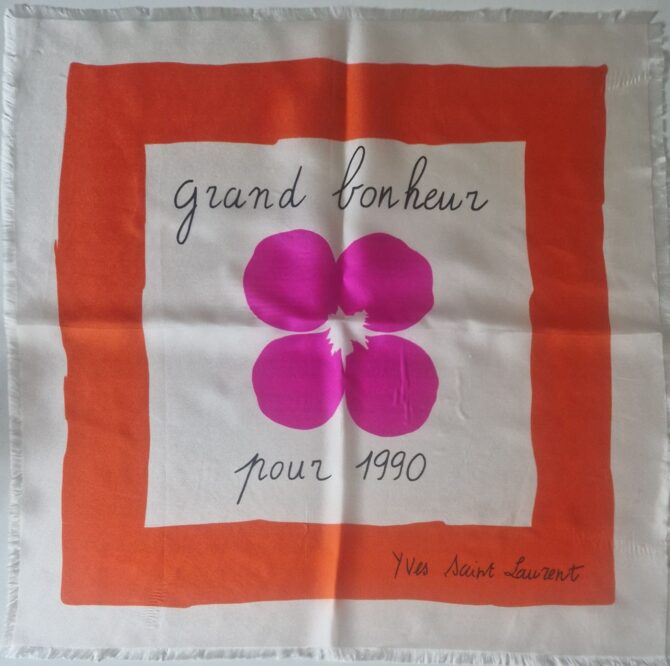 grand bonheur
pour 1990
Yves Saint Laurent